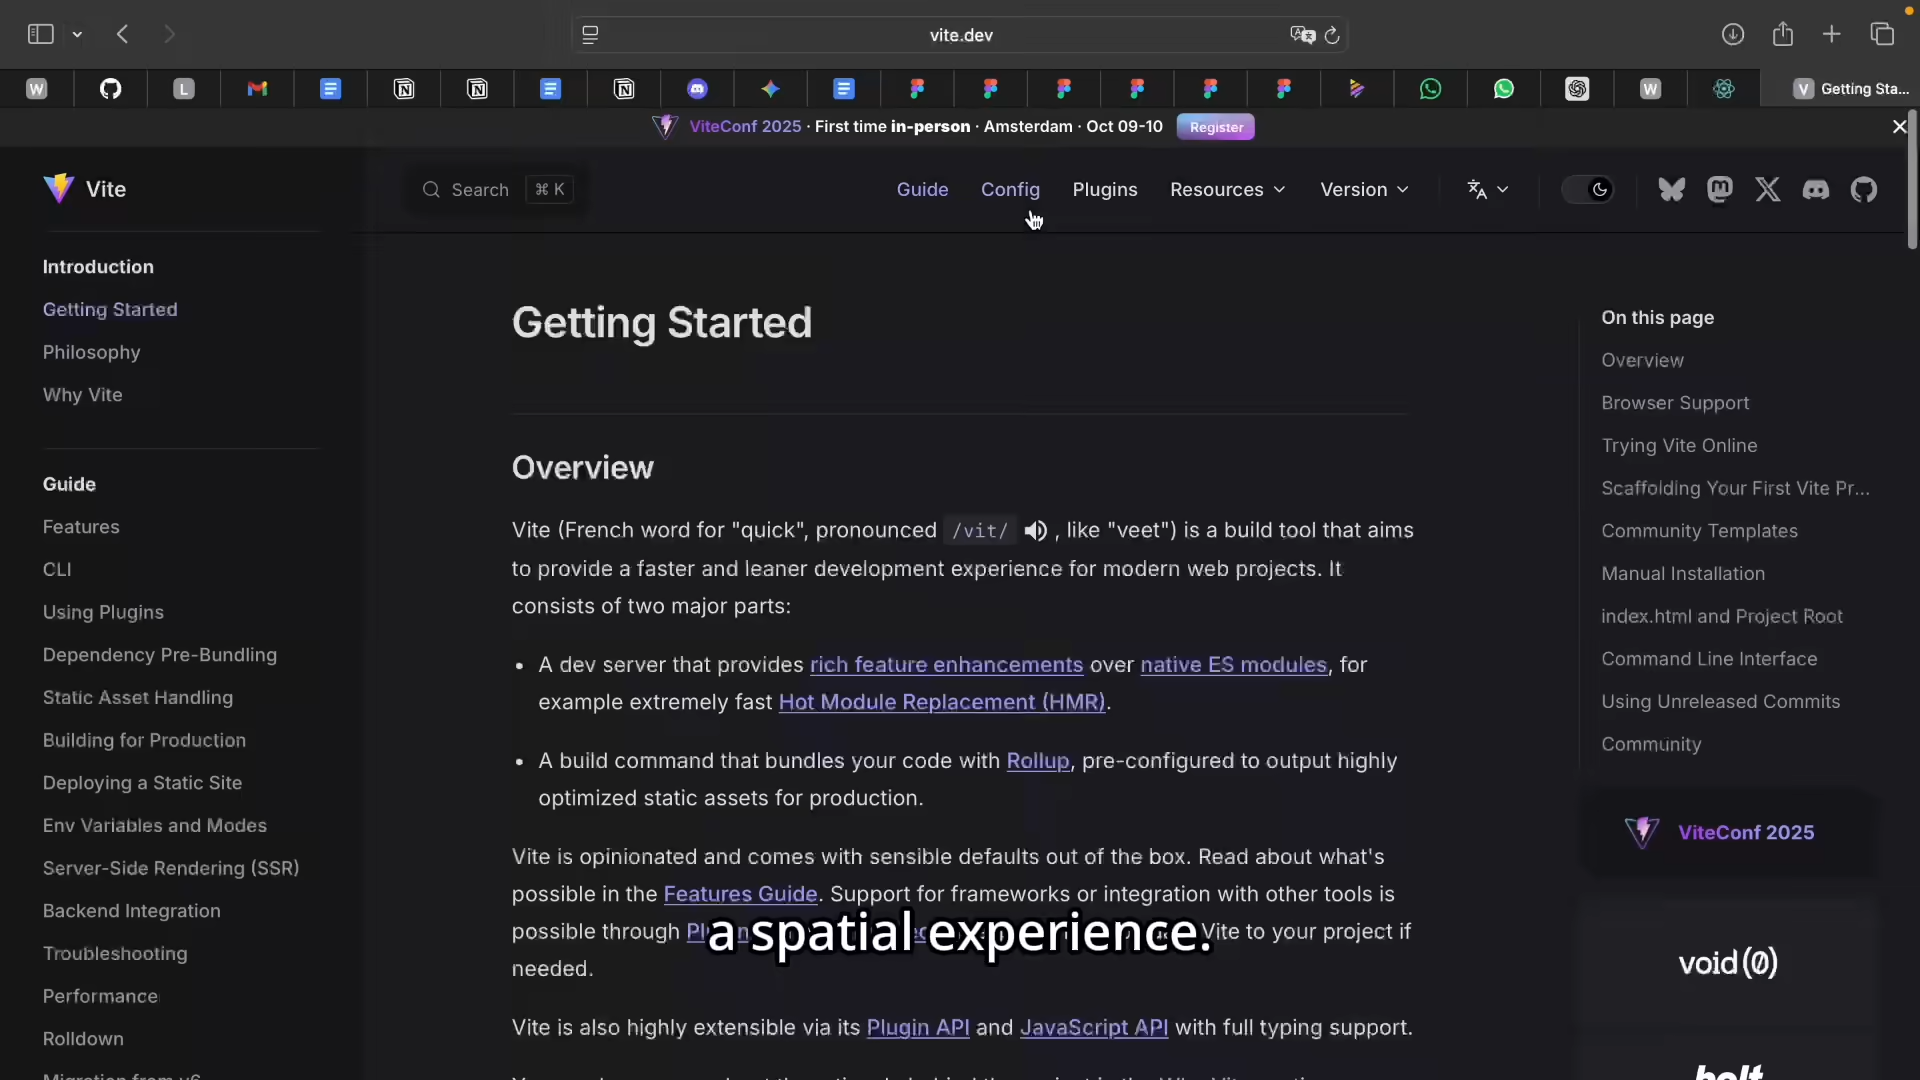 vite.dev
W
L
W
V Getting Sta...
ViteConf 2025 · First time in-person · Amsterdam · Oct 09-10 Register
Vite
Search ⌘ K
Guide Config Plugins Resources Version
Introduction
Getting Started
Philosophy
Why Vite
Guide
Features
CLI
Using Plugins
Dependency Pre-Bundling
Static Asset Handling
Building for Production
Deploying a Static Site
Env Variables and Modes
Server-Side Rendering (SSR)
Backend Integration
Troubleshooting
Performance
Rolldown
Migration from v6
Getting Started
Overview
Vite (French word for "quick", pronounced /vit/ , like "veet") is a build tool that aims
to provide a faster and leaner development experience for modern web projects. It
consists of two major parts:
• A dev server that provides rich feature enhancements over native ES modules, for
example extremely fast Hot Module Replacement (HMR).
• A build command that bundles your code with Rollup, pre-configured to output highly
optimized static assets for production.
Vite is opinionated and comes with sensible defaults out of the box. Read about what's
possible in the Features Guide. Support for frameworks or integration with other tools is
possible through Vite to your project if
needed.
a spatial experience.
Vite is also highly extensible via its Plugin API and JavaScript API with full typing support.
On this page
Overview
Browser Support
Trying Vite Online
Scaffolding Your First Vite Pr...
Community Templates
Manual Installation
index.html and Project Root
Command Line Interface
Using Unreleased Commits
Community
ViteConf 2025
void(0)
bolt